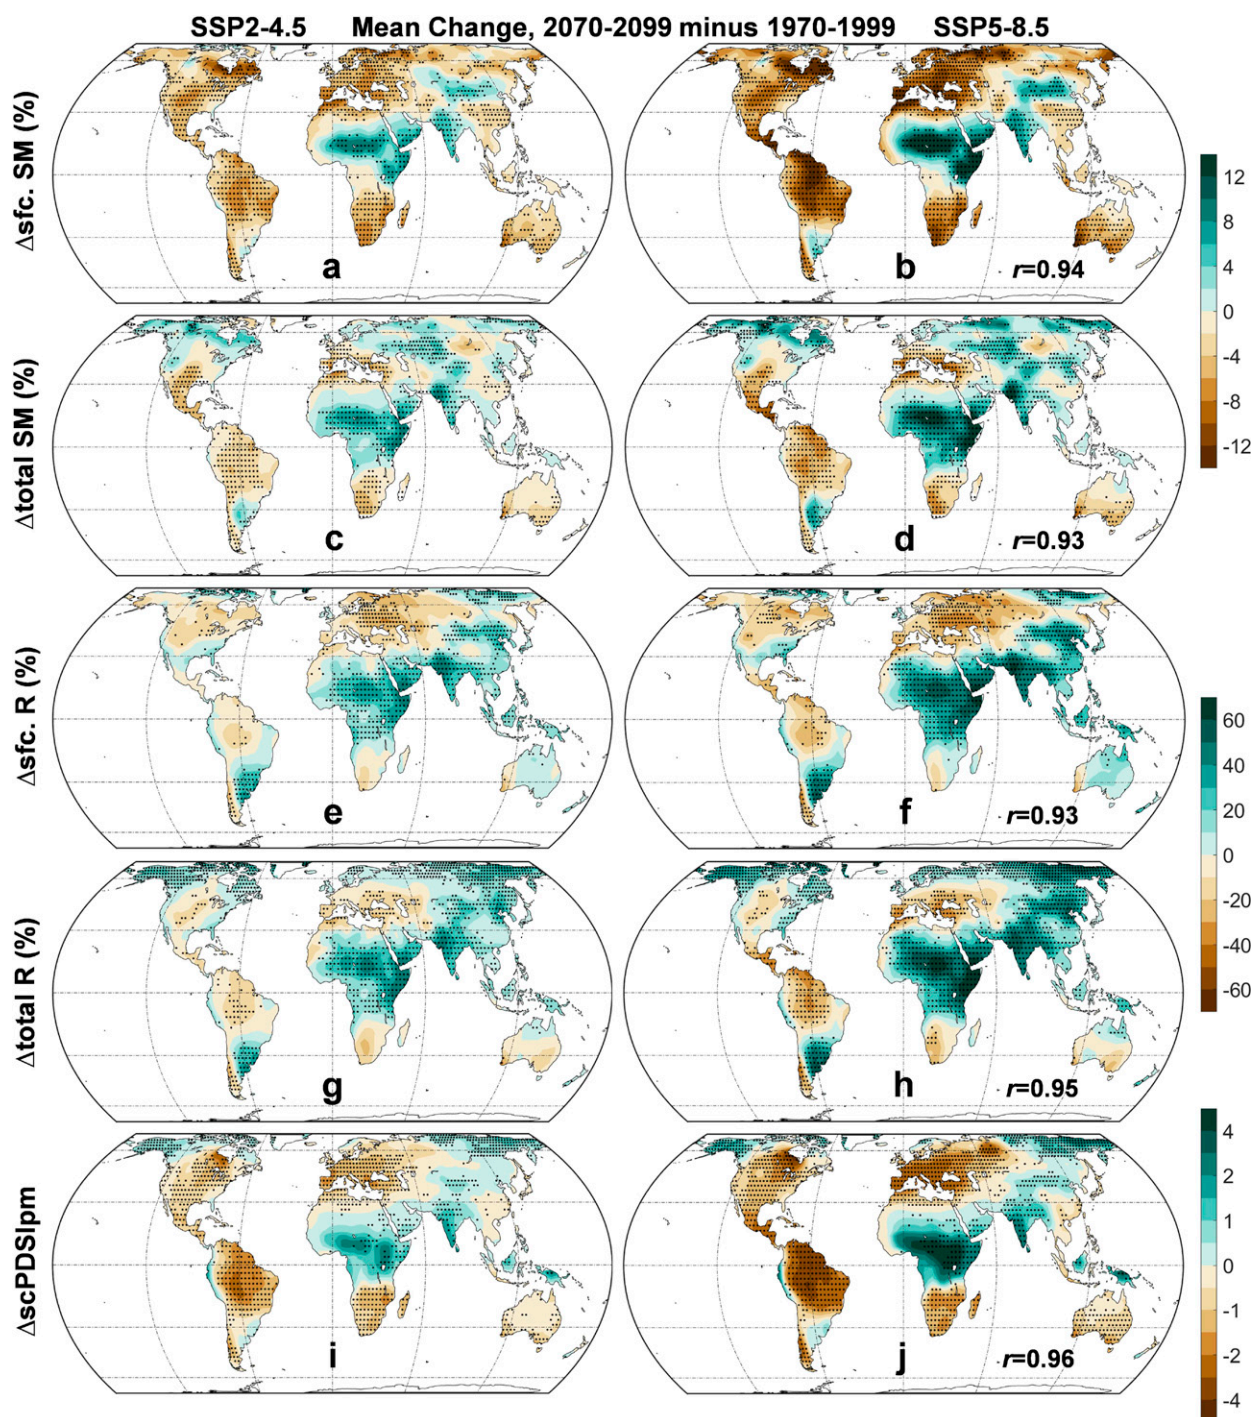 SSP2-4.5 Mean Change, 2070-2099 minus 1970-1999 SSP5-8.5
Δsfc. SM (%)
a
b
r=0.94
Δtotal SM (%)
c
d
r=0.93
12
8
4
0
-4
-8
-12
Δsfc. R (%)
e
f
r=0.93
Δtotal R (%)
g
h
r=0.95
60
40
20
0
-20
-40
-60
ΔscPDSIpm
i
j
r=0.96
4
2
1
0
-1
-2
-4